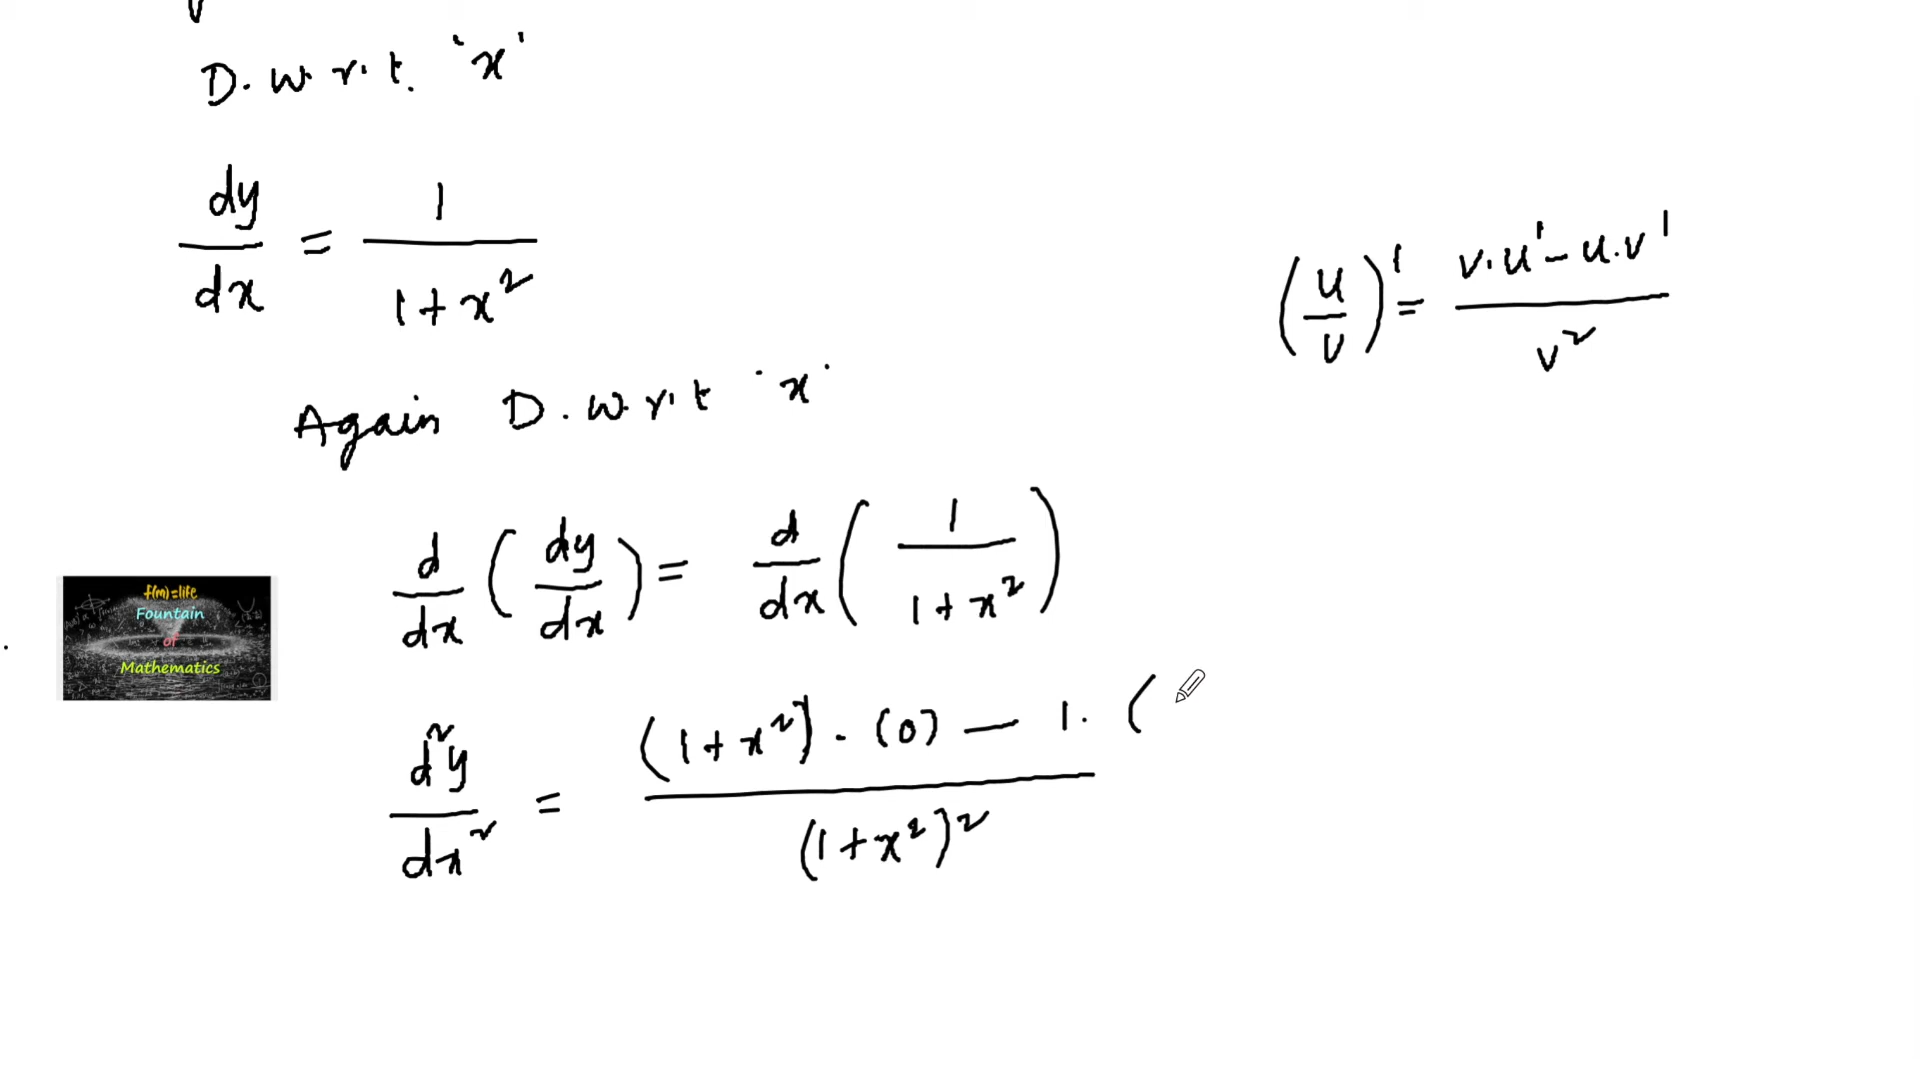 D. w r. t. 'x'
dy/dx = 1/(1+x²)
(u/v)' = (v.u' - u.v')/v²
Again D. w. r. t 'x'
d/dx (dy/dx) = d/dx (1/(1+x²))
f(m)=life
Fountain
of
Mathematics
d²y/dx² = ((1+x²) . (0) — 1. (/(1+x²)²